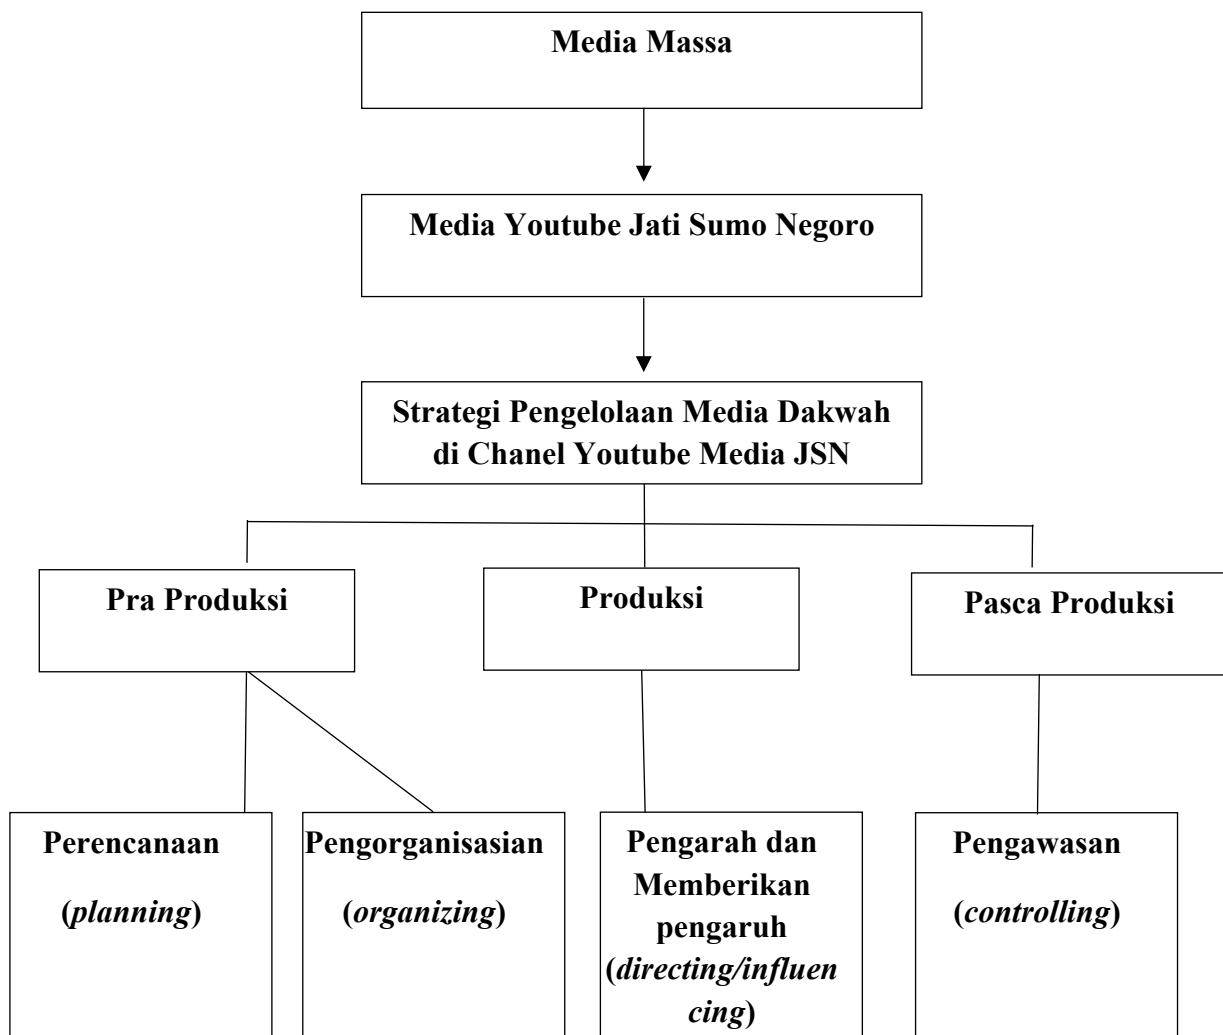 Media Massa
Media Youtube Jati Sumo Negoro
Strategi Pengelolaan Media Dakwah
di Chanel Youtube Media JSN
Pra Produksi
Produksi
Pasca Produksi
Perencanaan
(planning)
Pengorganisasian
(organizing)
Pengarah dan
Memberikan
pengaruh
(directing/influen
cing)
Pengawasan
(controlling)